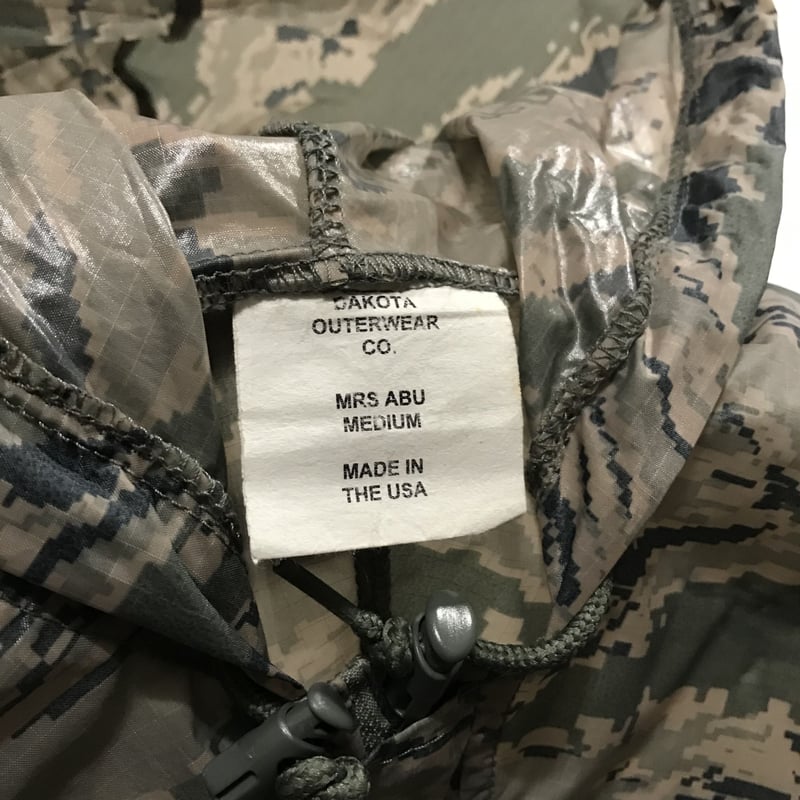 DAKOTA
OUTERWEAR
CO.
MRS ABU
MEDIUM
MADE IN
THE USA